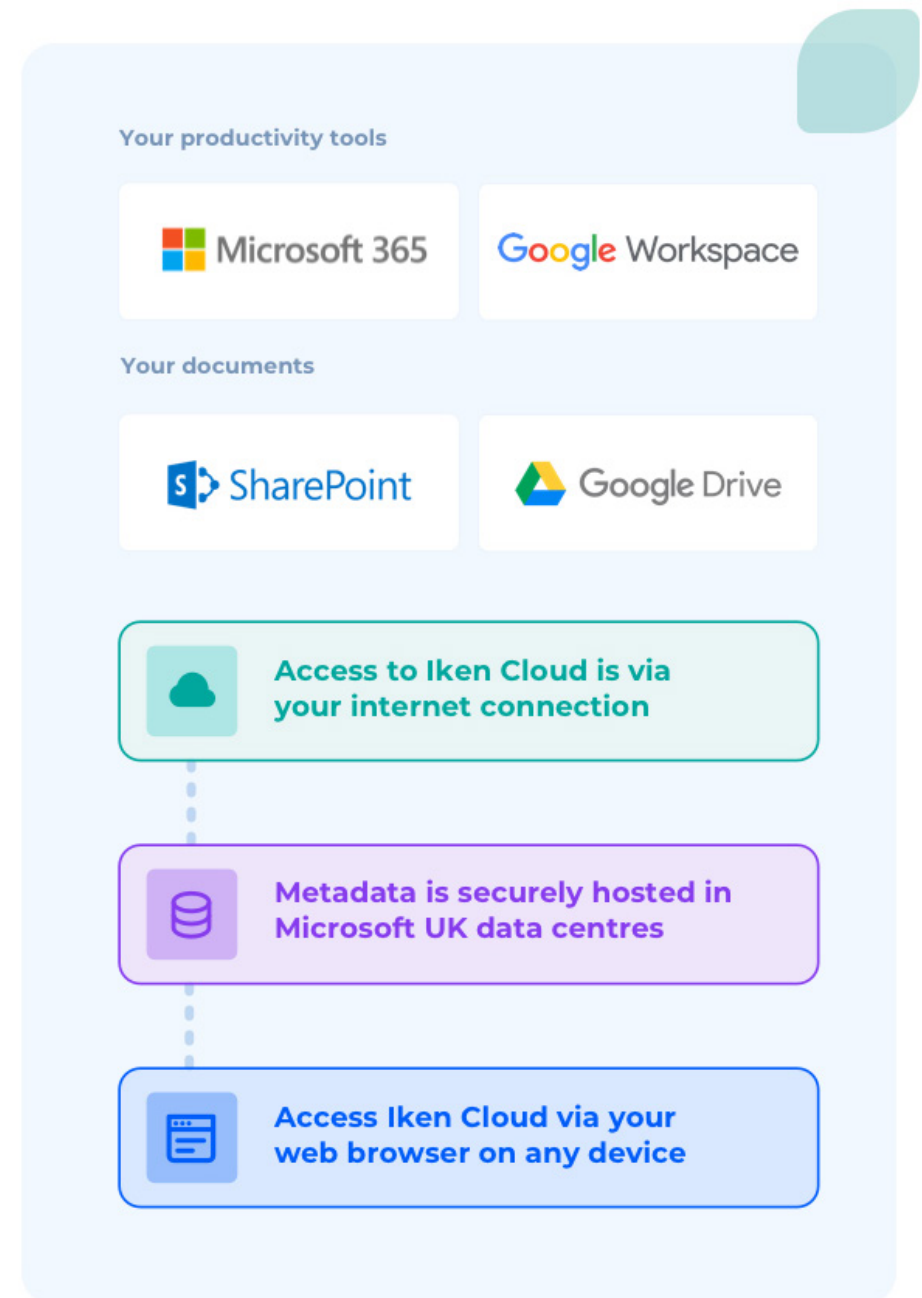 Your productivity tools
Microsoft 365
Google Workspace
Your documents
S
SharePoint
Google Drive
Access to Iken Cloud is via
your internet connection
Metadata is securely hosted in
Microsoft UK data centres
Access Iken Cloud via your
web browser on any device